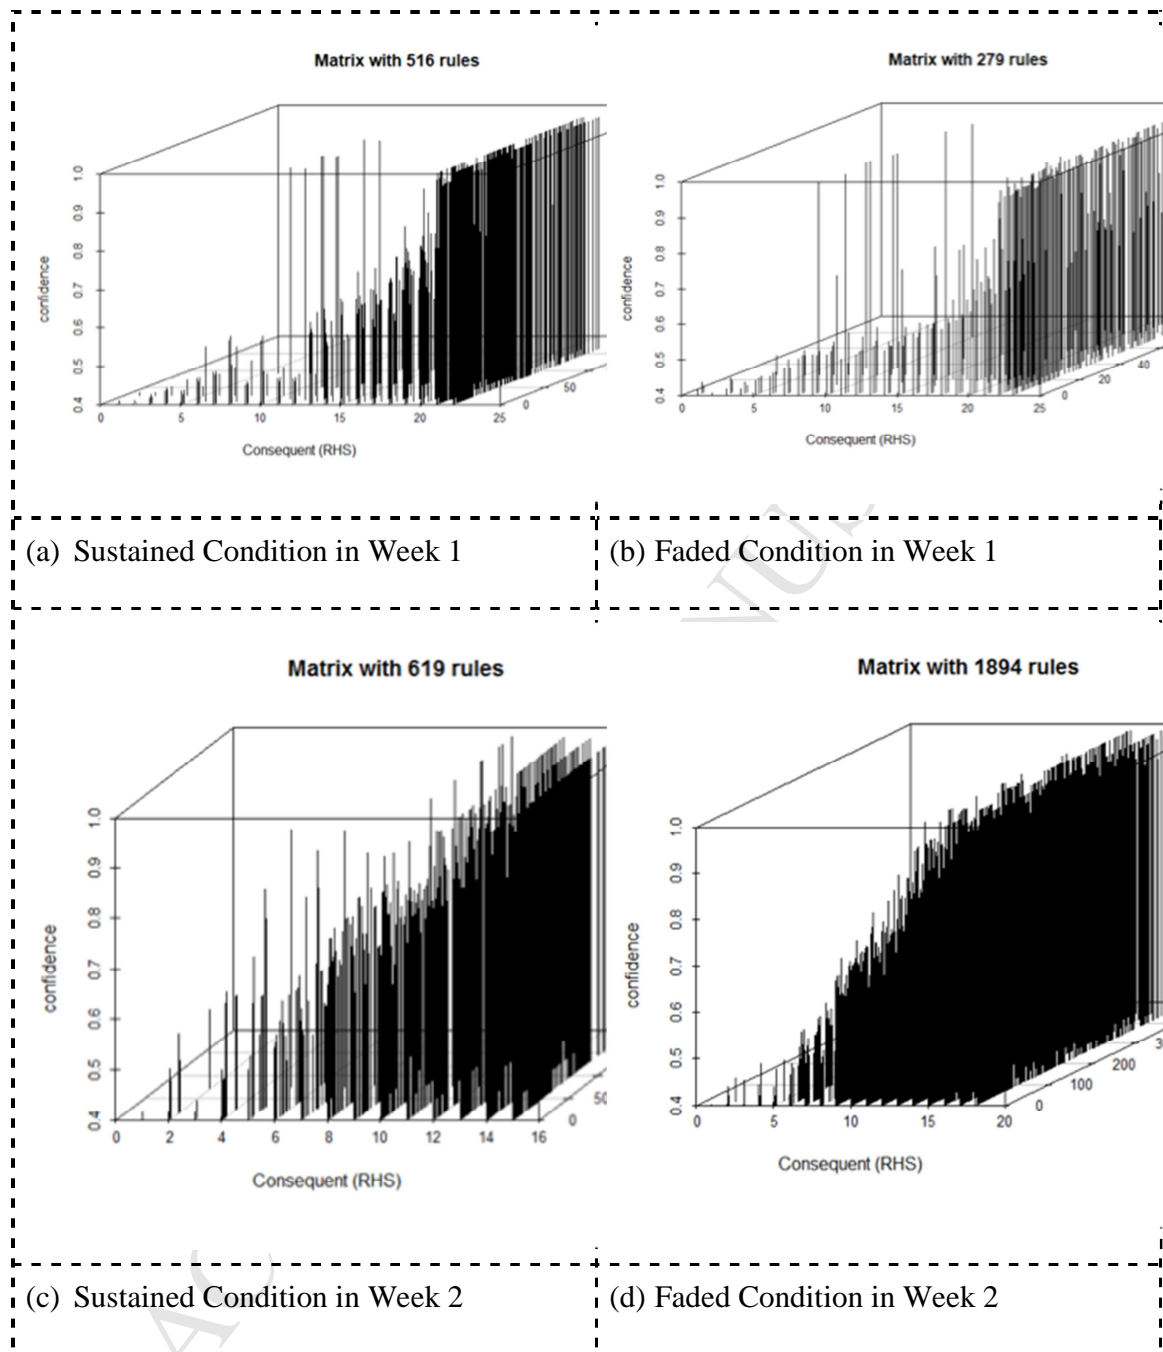 Matrix with 516 rules
confidence
0.4 0.5 0.6 0.7 0.8 0.9 1.0
0 5 10 15 20 25
0 50
Consequent (RHS)
Matrix with 279 rules
confidence
0.4 0.5 0.6 0.7 0.8 0.9 1.0
0 5 10 15 20 25
0 20 40
Consequent (RHS)
(a) Sustained Condition in Week 1
(b) Faded Condition in Week 1
Matrix with 619 rules
confidence
0.4 0.5 0.6 0.7 0.8 0.9 1.0
0 2 4 6 8 10 12 14 16
0 50
Consequent (RHS)
Matrix with 1894 rules
confidence
0.4 0.5 0.6 0.7 0.8 0.9 1.0
0 5 10 15 20
0 100 200
Consequent (RHS)
(c) Sustained Condition in Week 2
(d) Faded Condition in Week 2